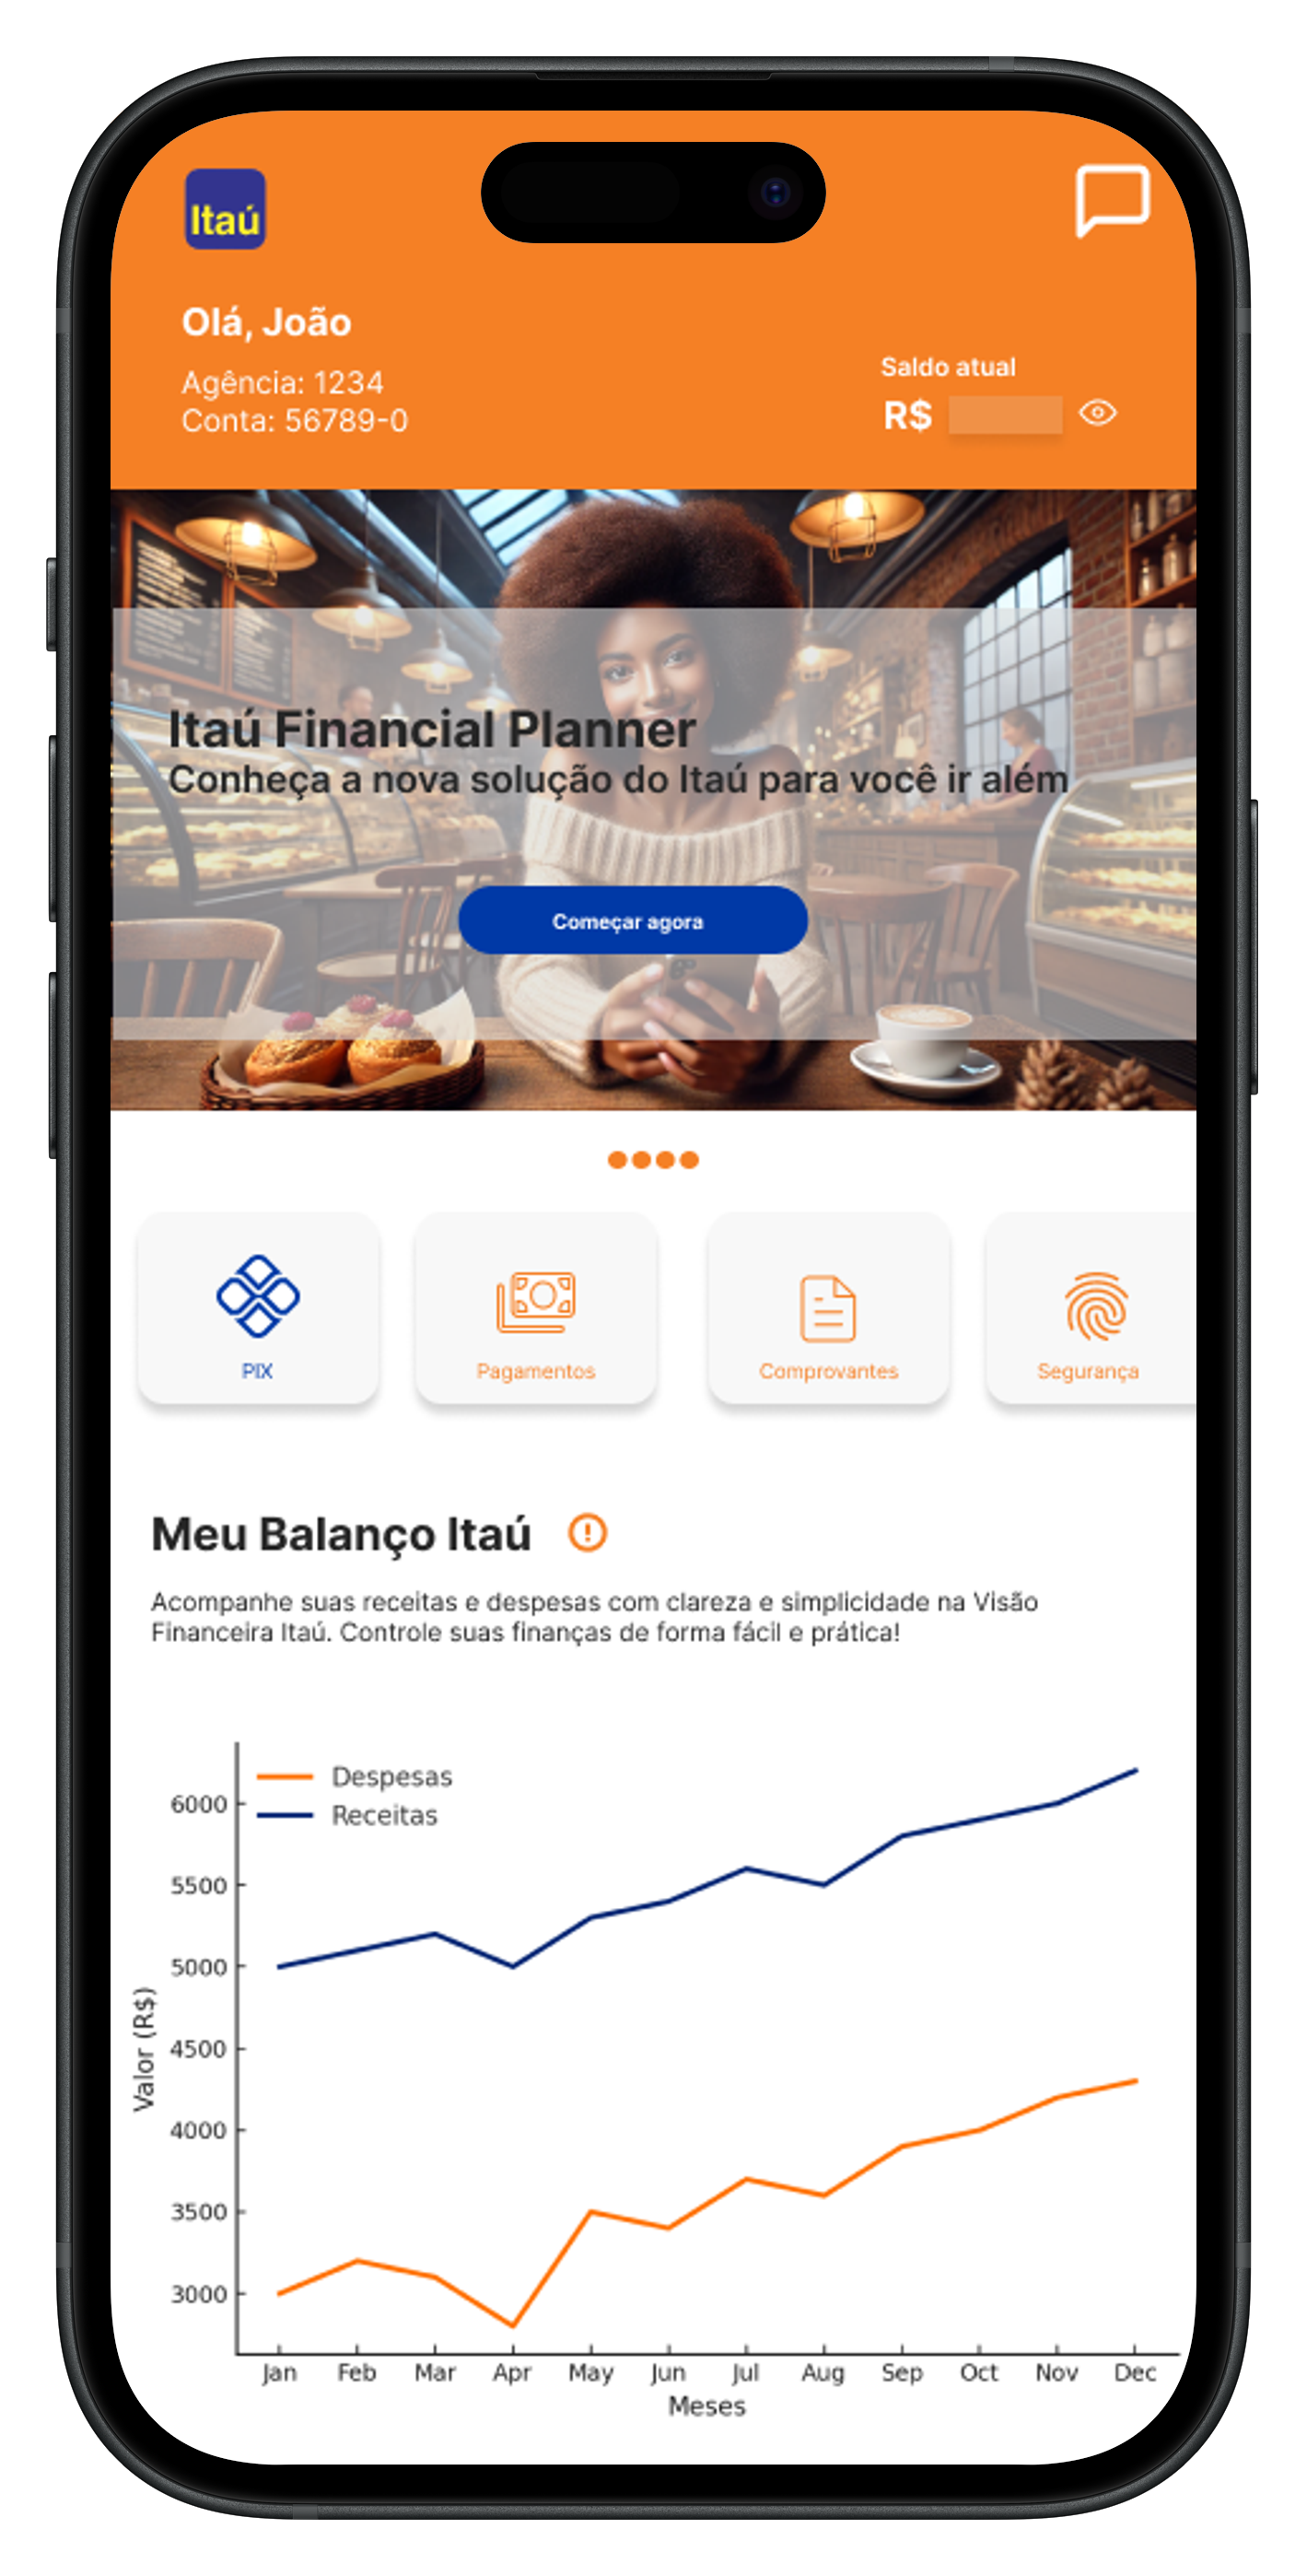 Itaú
Olá, João
Agência: 1234
Conta: 56789-0
Saldo atual
R$
Itaú Financial Planner
Conheça a nova solução do Itaú para você ir além
Começar agora
PIX
Pagamentos
Comprovantes
Segurança
Meu Balanço Itaú
Acompanhe suas receitas e despesas com clareza e simplicidade na Visão
Financeira Itaú. Controle suas finanças de forma fácil e prática!
Despesas
Receitas
6000
5500
5000
4500
4000
3500
3000
Valor (R$)
Jan Feb Mar Apr May Jun Jul Aug Sep Oct Nov Dec
Meses